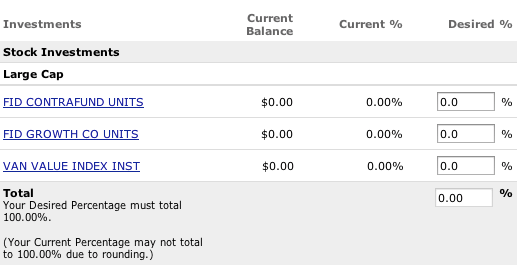 Investments Current Balance Current % Desired %
Stock Investments
Large Cap
FID CONTRAFUND UNITS $0.00 0.00% 0.0 %
FID GROWTH CO UNITS $0.00 0.00% 0.0 %
VAN VALUE INDEX INST $0.00 0.00% 0.0 %
Total 0.00 %
Your Desired Percentage must total
100.00%.
(Your Current Percentage may not total
to 100.00% due to rounding.)